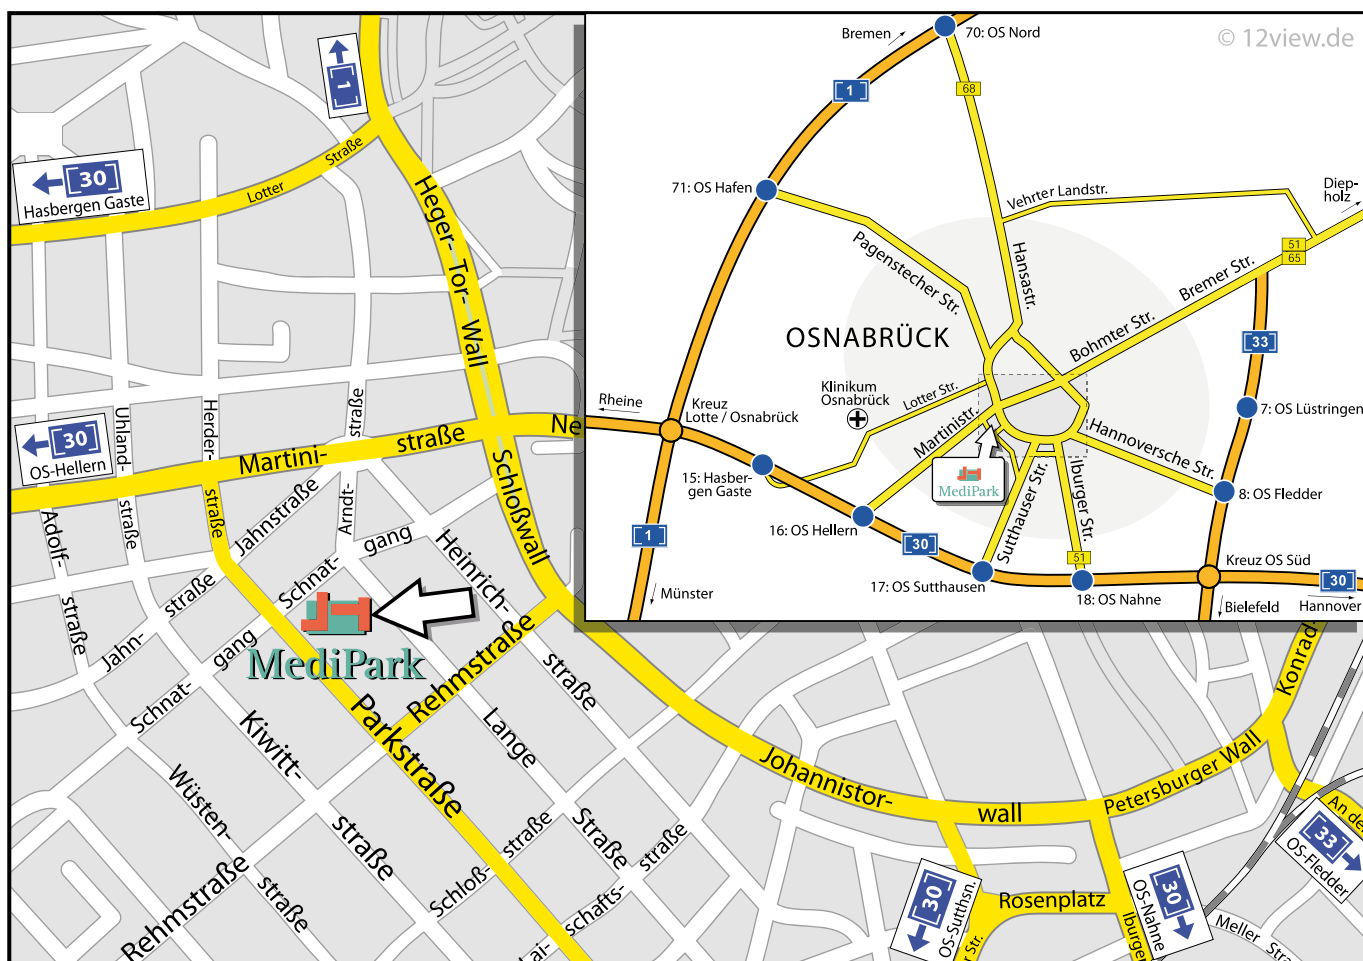 1
30
Hasbergen Gaste
Lotter
Straße
Heger-
Tor-
Wall
30
OS-Hellern
Martini-
straße
Ne
Uhland-
straße
Herder-
straße
straße
Arndt-
Adolf-
straße
Jahnstraße
Jahn-
straße
Schnat-
gang
Schnat-
gang
Heinrich-
straße
Schloßwall
MediPark
Rehmstraße
Parkstraße
Kiwitt-
straße
Wüsten-
straße
Rehmstraße
Lange
Straße
Schloß-
straße
lai-
schafts-
straße
Johannistor-
wall
Petersburger Wall
Konrad-
An der
33
OS-Fledder
30
OS-Sutthsn.
r Str.
Rosenplatz
30
OS-Nahne
Iburger
Meller
Stra
© 12view.de
Bremen
70: OS Nord
1
68
71: OS Hafen
Vehrter Landstr.
Diep-
holz
51
65
Pagenstecher Str.
Hansastr.
Bremer Str.
Bohmter Str.
OSNABRÜCK
33
Klinikum
Osnabrück
Lotter Str.
Martinistr.
Rheine
Kreuz
Lotte / Osnabrück
7: OS Lüstringen
Hannoversche Str.
15: Hasber-
gen Gaste
MediPark
8: OS Fledder
16: OS Hellern
Sutthauser Str.
Iburger Str.
1
30
51
17: OS Sutthausen
18: OS Nahne
Kreuz OS Süd
30
Münster
Bielefeld
Hannover